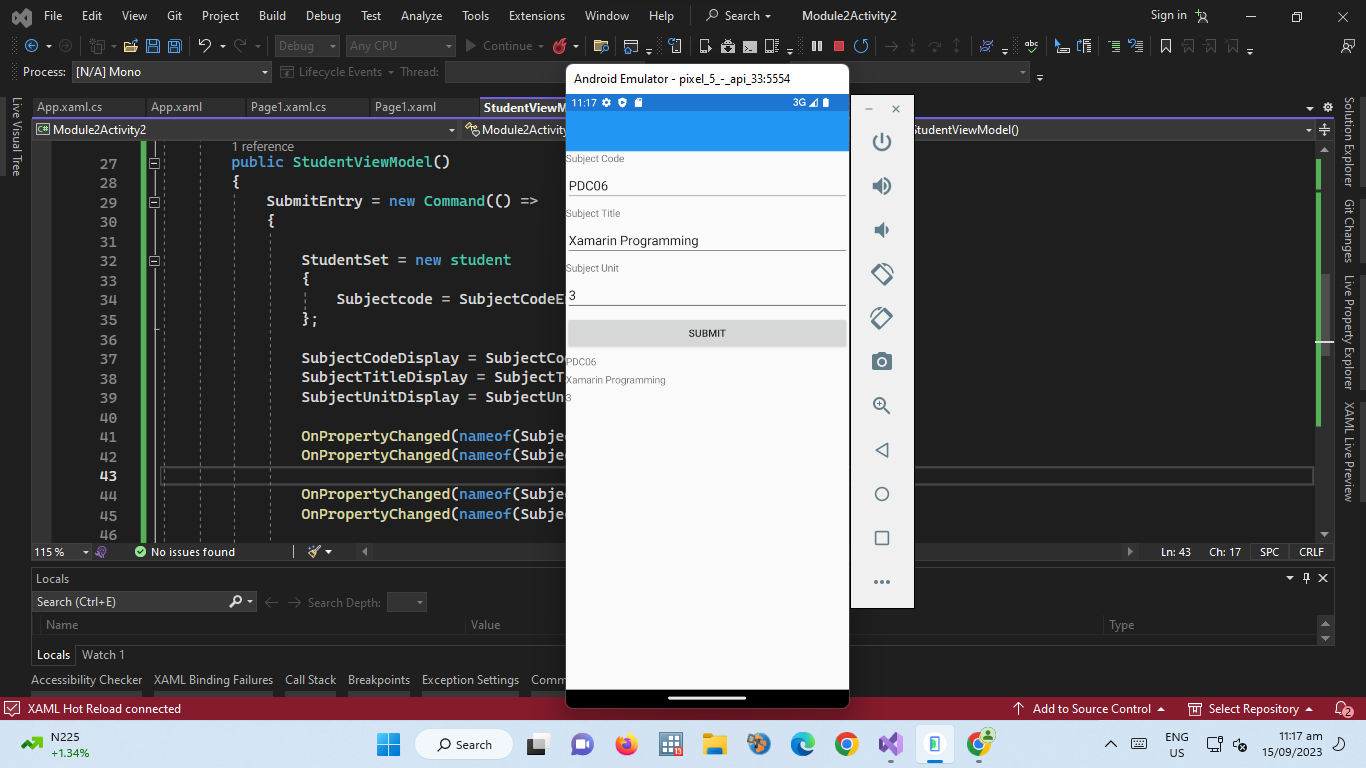 File Edit View Git Project Build Debug Test Analyze Tools Extensions Window Help Search Module2Activity2 Sign in
Debug Any CPU Continue
Process: [N/A] Mono Lifecycle Events Thread:
Android Emulator - pixel_5_-_api_33:5554
App.xaml.cs App.xaml Page1.xaml.cs Page1.xaml StudentViewM
Module2Activity2 Module2Activity StudentViewModel()
Live Visual Tree
Solution Explorer
Git Changes
Live Property Explorer
XAML Live Preview
1 reference
27 public StudentViewModel()
28 {
29 SubmitEntry = new Command(() =>
30 {
31
32 StudentSet = new student
33 {
34 Subjectcode = SubjectCodeE
35 };
36
37 SubjectCodeDisplay = SubjectCo
38 SubjectTitleDisplay = SubjectT
39 SubjectUnitDisplay = SubjectUn
40
41 OnPropertyChanged(nameof(Subje
42 OnPropertyChanged(nameof(Subje
43
44 OnPropertyChanged(nameof(Subje
45 OnPropertyChanged(nameof(Subje
46
11:17 3G
Subject Code
PDC06
Subject Title
Xamarin Programming
Subject Unit
3
SUBMIT
PDC06
Xamarin Programming
3
115 % No issues found Ln: 43 Ch: 17 SPC CRLF
Locals
Search (Ctrl+E) Search Depth:
Name Value Type
Locals Watch 1
Accessibility Checker XAML Binding Failures Call Stack Breakpoints Exception Settings Comm
XAML Hot Reload connected Add to Source Control Select Repository 2
N225
+1.34%
Search
13
ENG
US
11:17 am
15/09/2023